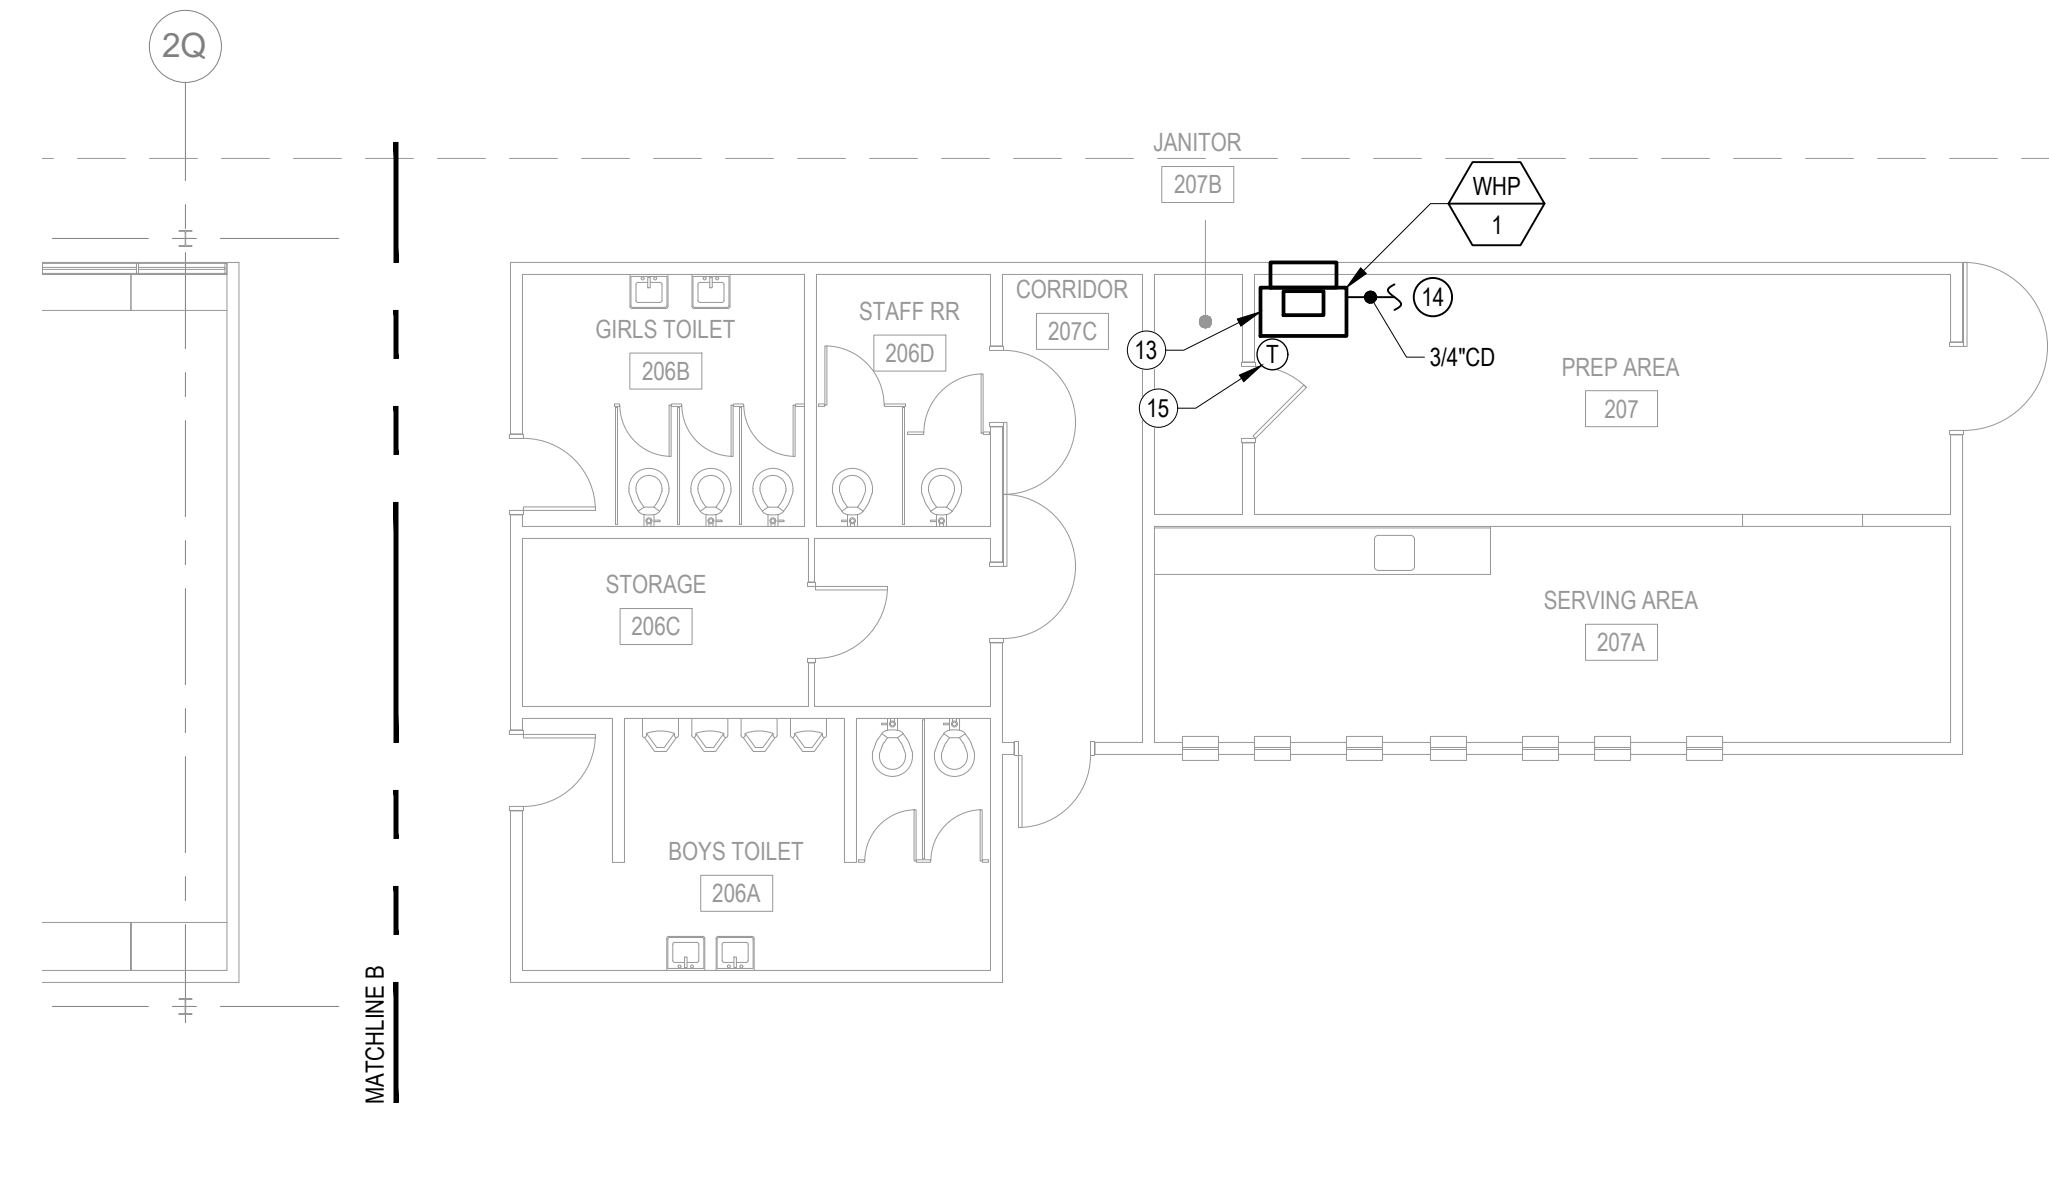 2Q
JANITOR
207B
WHP
1
CORRIDOR
207C
STAFF RR
206D
GIRLS TOILET
206B
13
14
T
15
3/4"CD
PREP AREA
207
STORAGE
206C
SERVING AREA
207A
BOYS TOILET
206A
MATCHLINE B